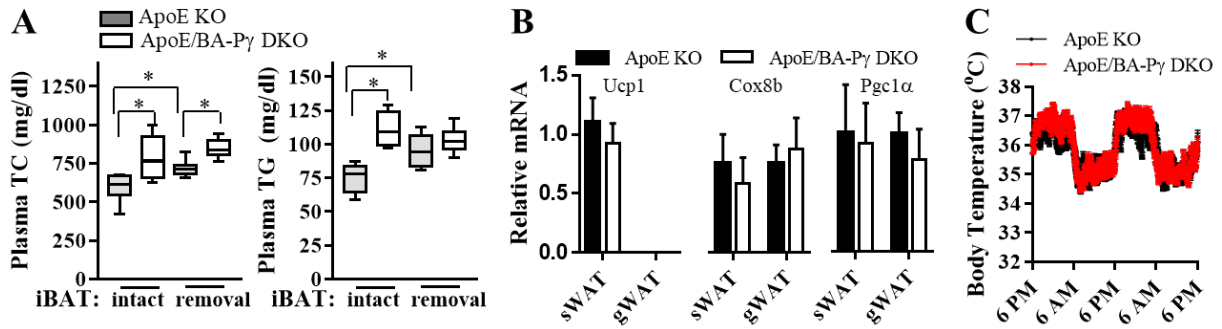 A
ApoE KO
ApoE/BA-Pγ DKO
Plasma TC (mg/dl)
1250
1000
750
500
250
0
*
*
*
iBAT: intact removal
Plasma TG (mg/dl)
150
125
100
75
50
25
0
*
*
iBAT: intact removal
B
ApoE KO
ApoE/BA-Pγ DKO
Relative mRNA
1.5
1.0
0.5
0.0
Ucp1
Cox8b
Pgc1α
sWAT
gWAT
sWAT
gWAT
sWAT
gWAT
C
ApoE KO
ApoE/BA-Pγ DKO
Body Temperature (°C)
38
37
36
35
34
33
32
6 PM
6 AM
6 PM
6 AM
6 PM